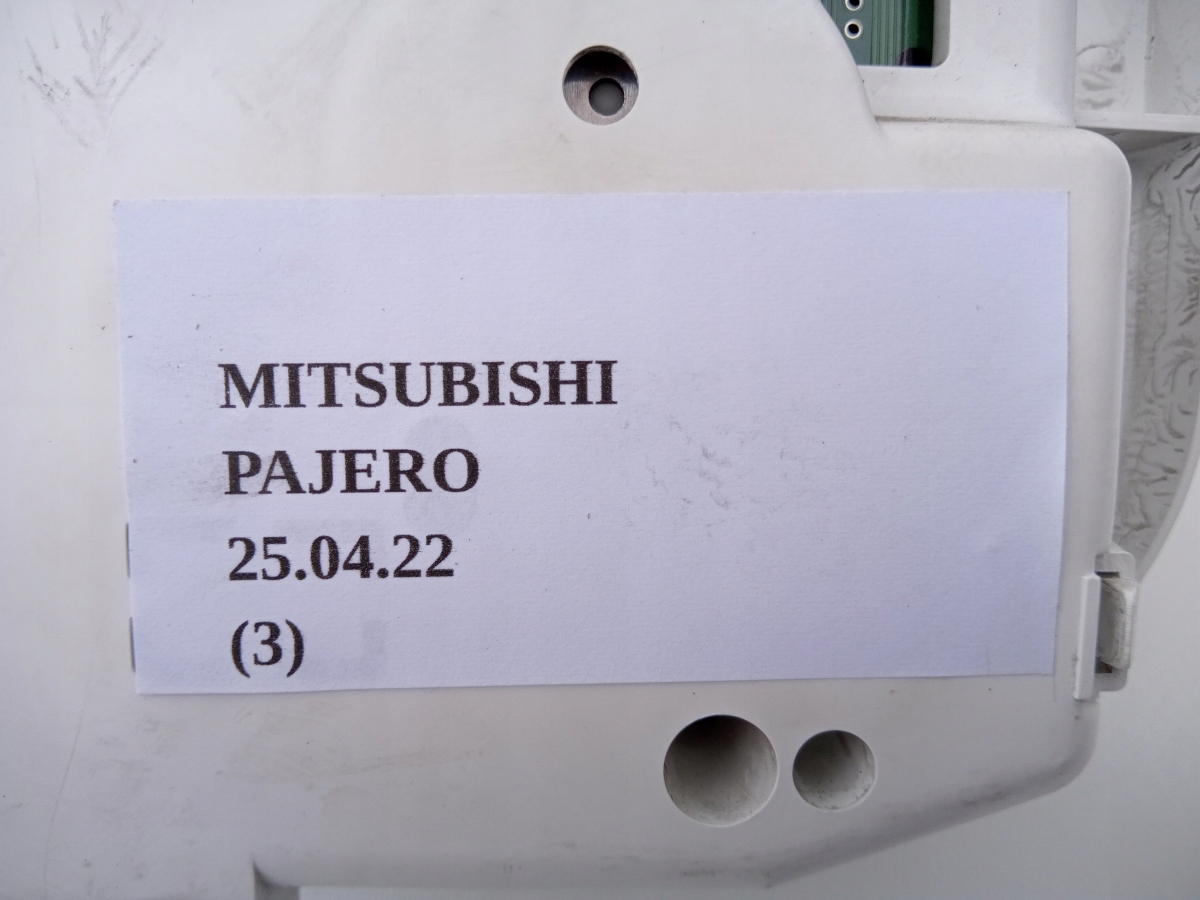 MITSUBISHI
PAJERO
25.04.22
(3)